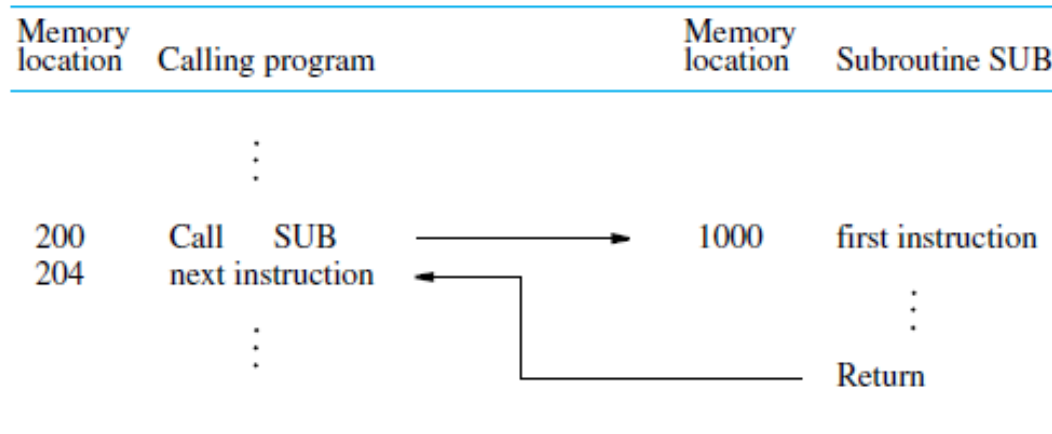 Memory location Calling program Memory location Subroutine SUB
200 Call SUB 1000 first instruction
204 next instruction
Return